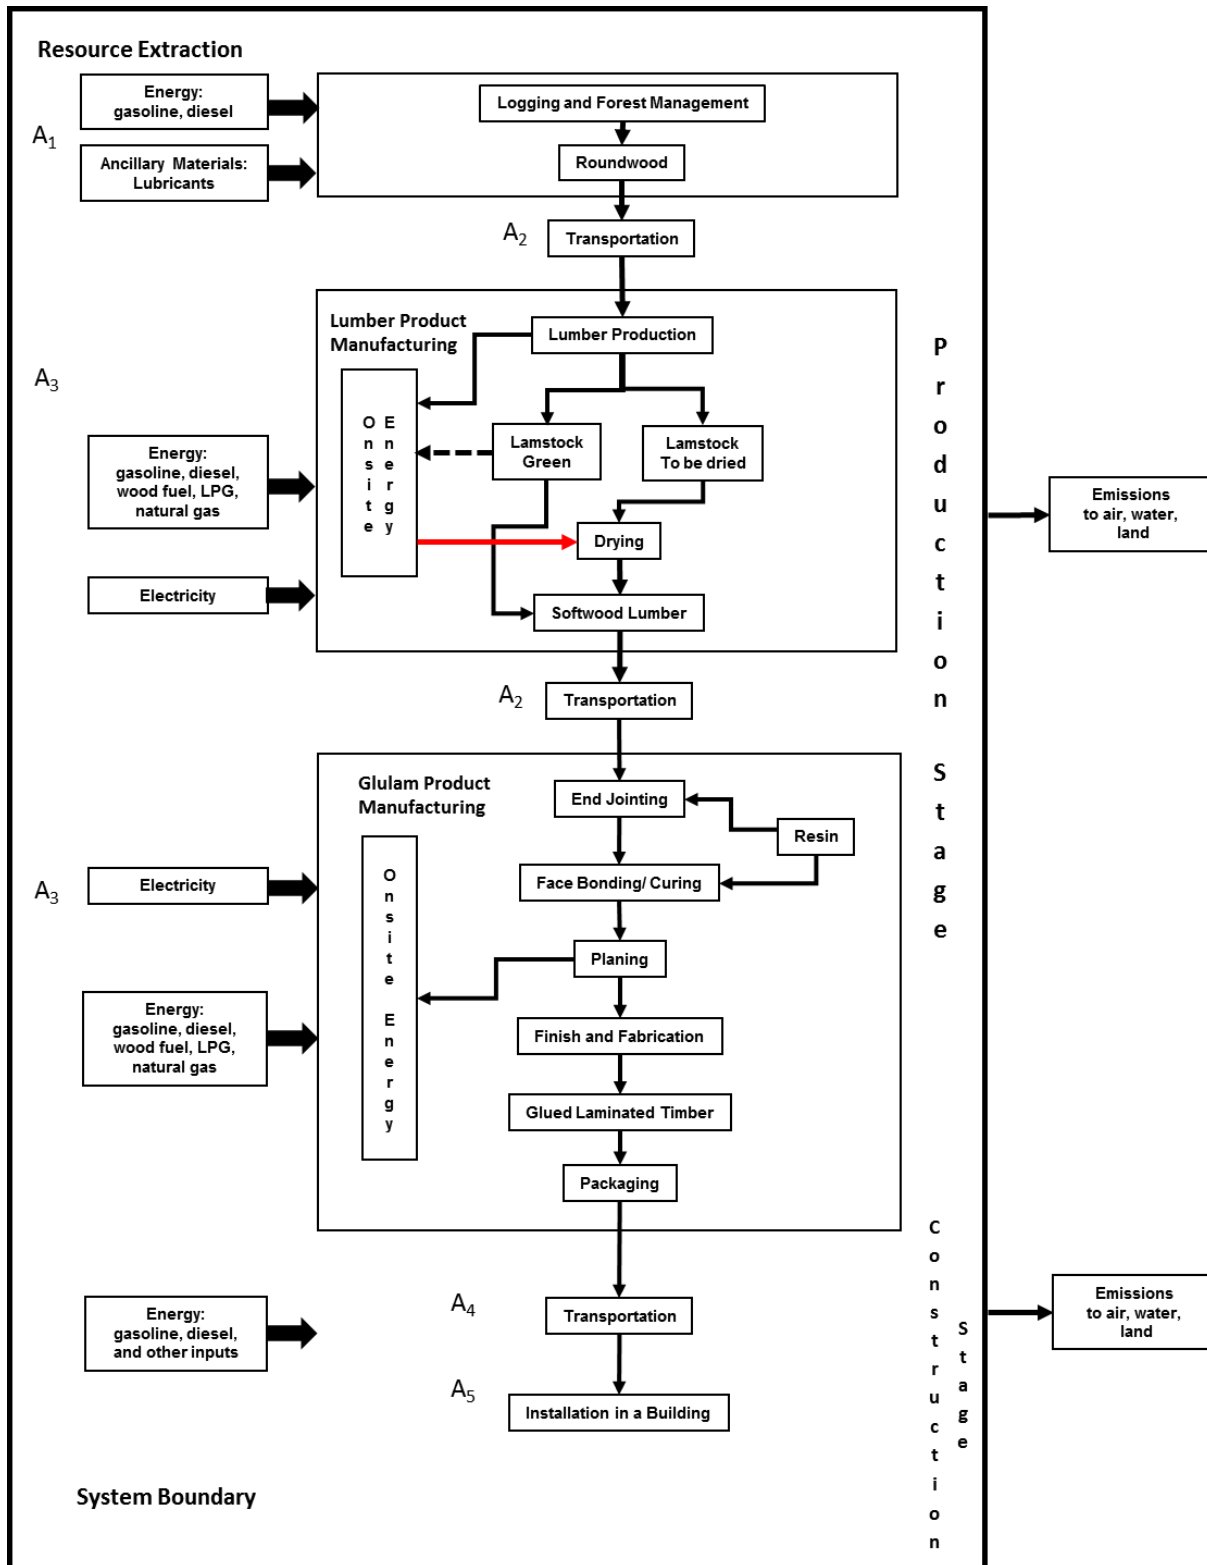 Resource Extraction
Energy:
gasoline, diesel
Logging and Forest Management
A1
Ancillary Materials:
Lubricants
Roundwood
A2
Transportation
Lumber Product
Manufacturing
Lumber Production
A3
Onsite
Energy
Lamstock
Green
Lamstock
To be dried
Energy:
gasoline, diesel,
wood fuel, LPG,
natural gas
Drying
Electricity
Softwood Lumber
A2
Transportation
Production Stage
Emissions
to air, water,
land
Glulam Product
Manufacturing
End Jointing
Resin
A3
Electricity
Onsite Energy
Face Bonding/ Curing
Planing
Energy:
gasoline, diesel,
wood fuel, LPG,
natural gas
Finish and Fabrication
Glued Laminated Timber
Packaging
Construction
Stage
Emissions
to air, water,
land
Energy:
gasoline, diesel,
and other inputs
A4
Transportation
A5
Installation in a Building
System Boundary